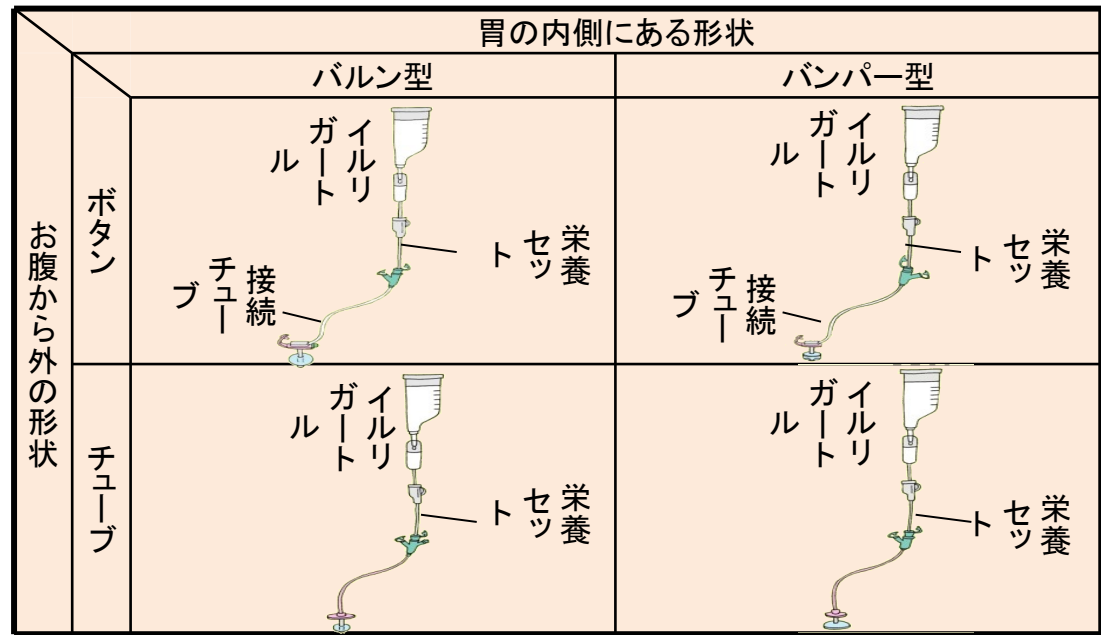 胃の内側にある形状
バルン型
バンパー型
お腹から外の形状
ボタン
イルリ
ガート
ル
栄養
セッ
ト
接続
チュー
ブ
イルリ
ガート
ル
栄養
セッ
ト
接続
チュー
ブ
チューブ
イルリ
ガート
ル
栄養
セッ
ト
イルリ
ガート
ル
栄養
セッ
ト